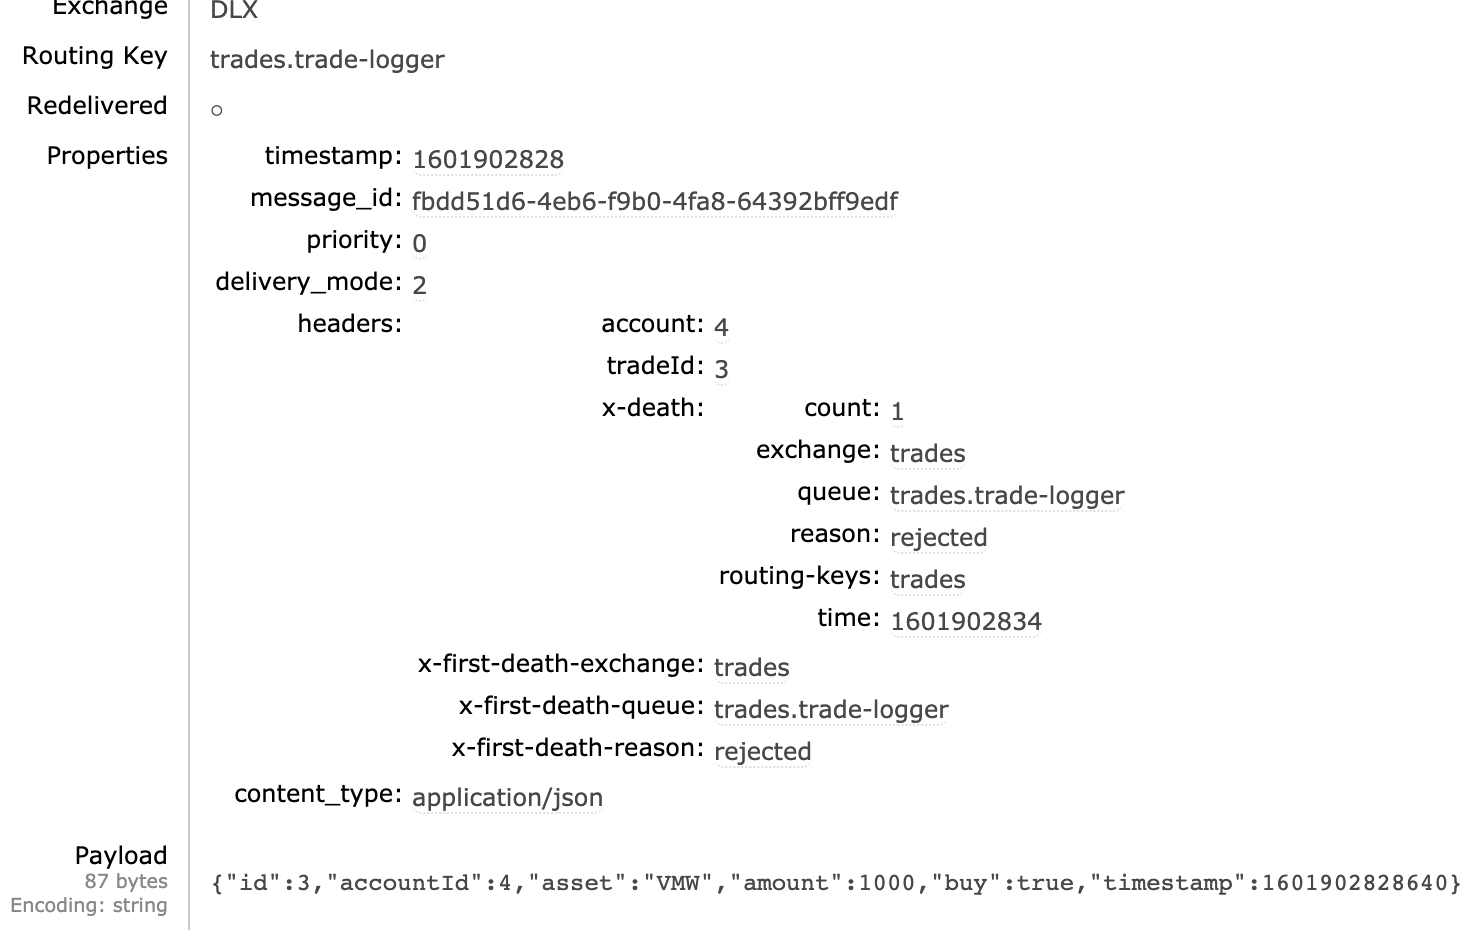 Exchange DLX
Routing Key trades.trade-logger
Redelivered ○
Properties timestamp: 1601902828
message_id: fbdd51d6-4eb6-f9b0-4fa8-64392bff9edf
priority: 0
delivery_mode: 2
headers: account: 4
tradeId: 3
x-death: count: 1
exchange: trades
queue: trades.trade-logger
reason: rejected
routing-keys: trades
time: 1601902834
x-first-death-exchange: trades
x-first-death-queue: trades.trade-logger
x-first-death-reason: rejected
content_type: application/json
Payload
87 bytes
Encoding: string
{"id":3,"accountId":4,"asset":"VMW","amount":1000,"buy":true,"timestamp":1601902828640}